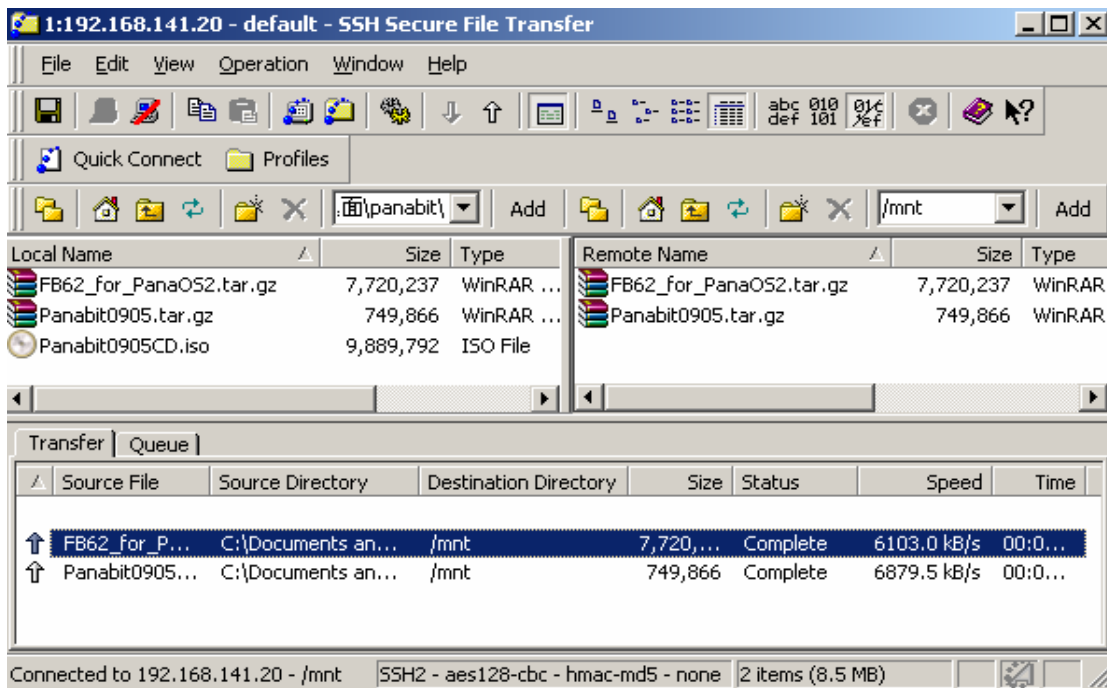 1:192.168.141.20 - default - SSH Secure File Transfer
File Edit View Operation Window Help
abc def 010 101
Quick Connect Profiles
面\panabit\ Add /mnt Add
Local Name Size Type Remote Name Size Type
FB62_for_PanaOS2.tar.gz 7,720,237 WinRAR ... FB62_for_PanaOS2.tar.gz 7,720,237 WinRAR
Panabit0905.tar.gz 749,866 WinRAR ... Panabit0905.tar.gz 749,866 WinRAR
Panabit0905CD.iso 9,889,792 ISO File
Transfer Queue
Source File Source Directory Destination Directory Size Status Speed Time
FB62_for_P... C:\Documents an... /mnt 7,720,... Complete 6103.0 kB/s 00:0...
Panabit0905... C:\Documents an... /mnt 749,866 Complete 6879.5 kB/s 00:0...
Connected to 192.168.141.20 - /mnt SSH2 - aes128-cbc - hmac-md5 - none 2 items (8.5 MB)